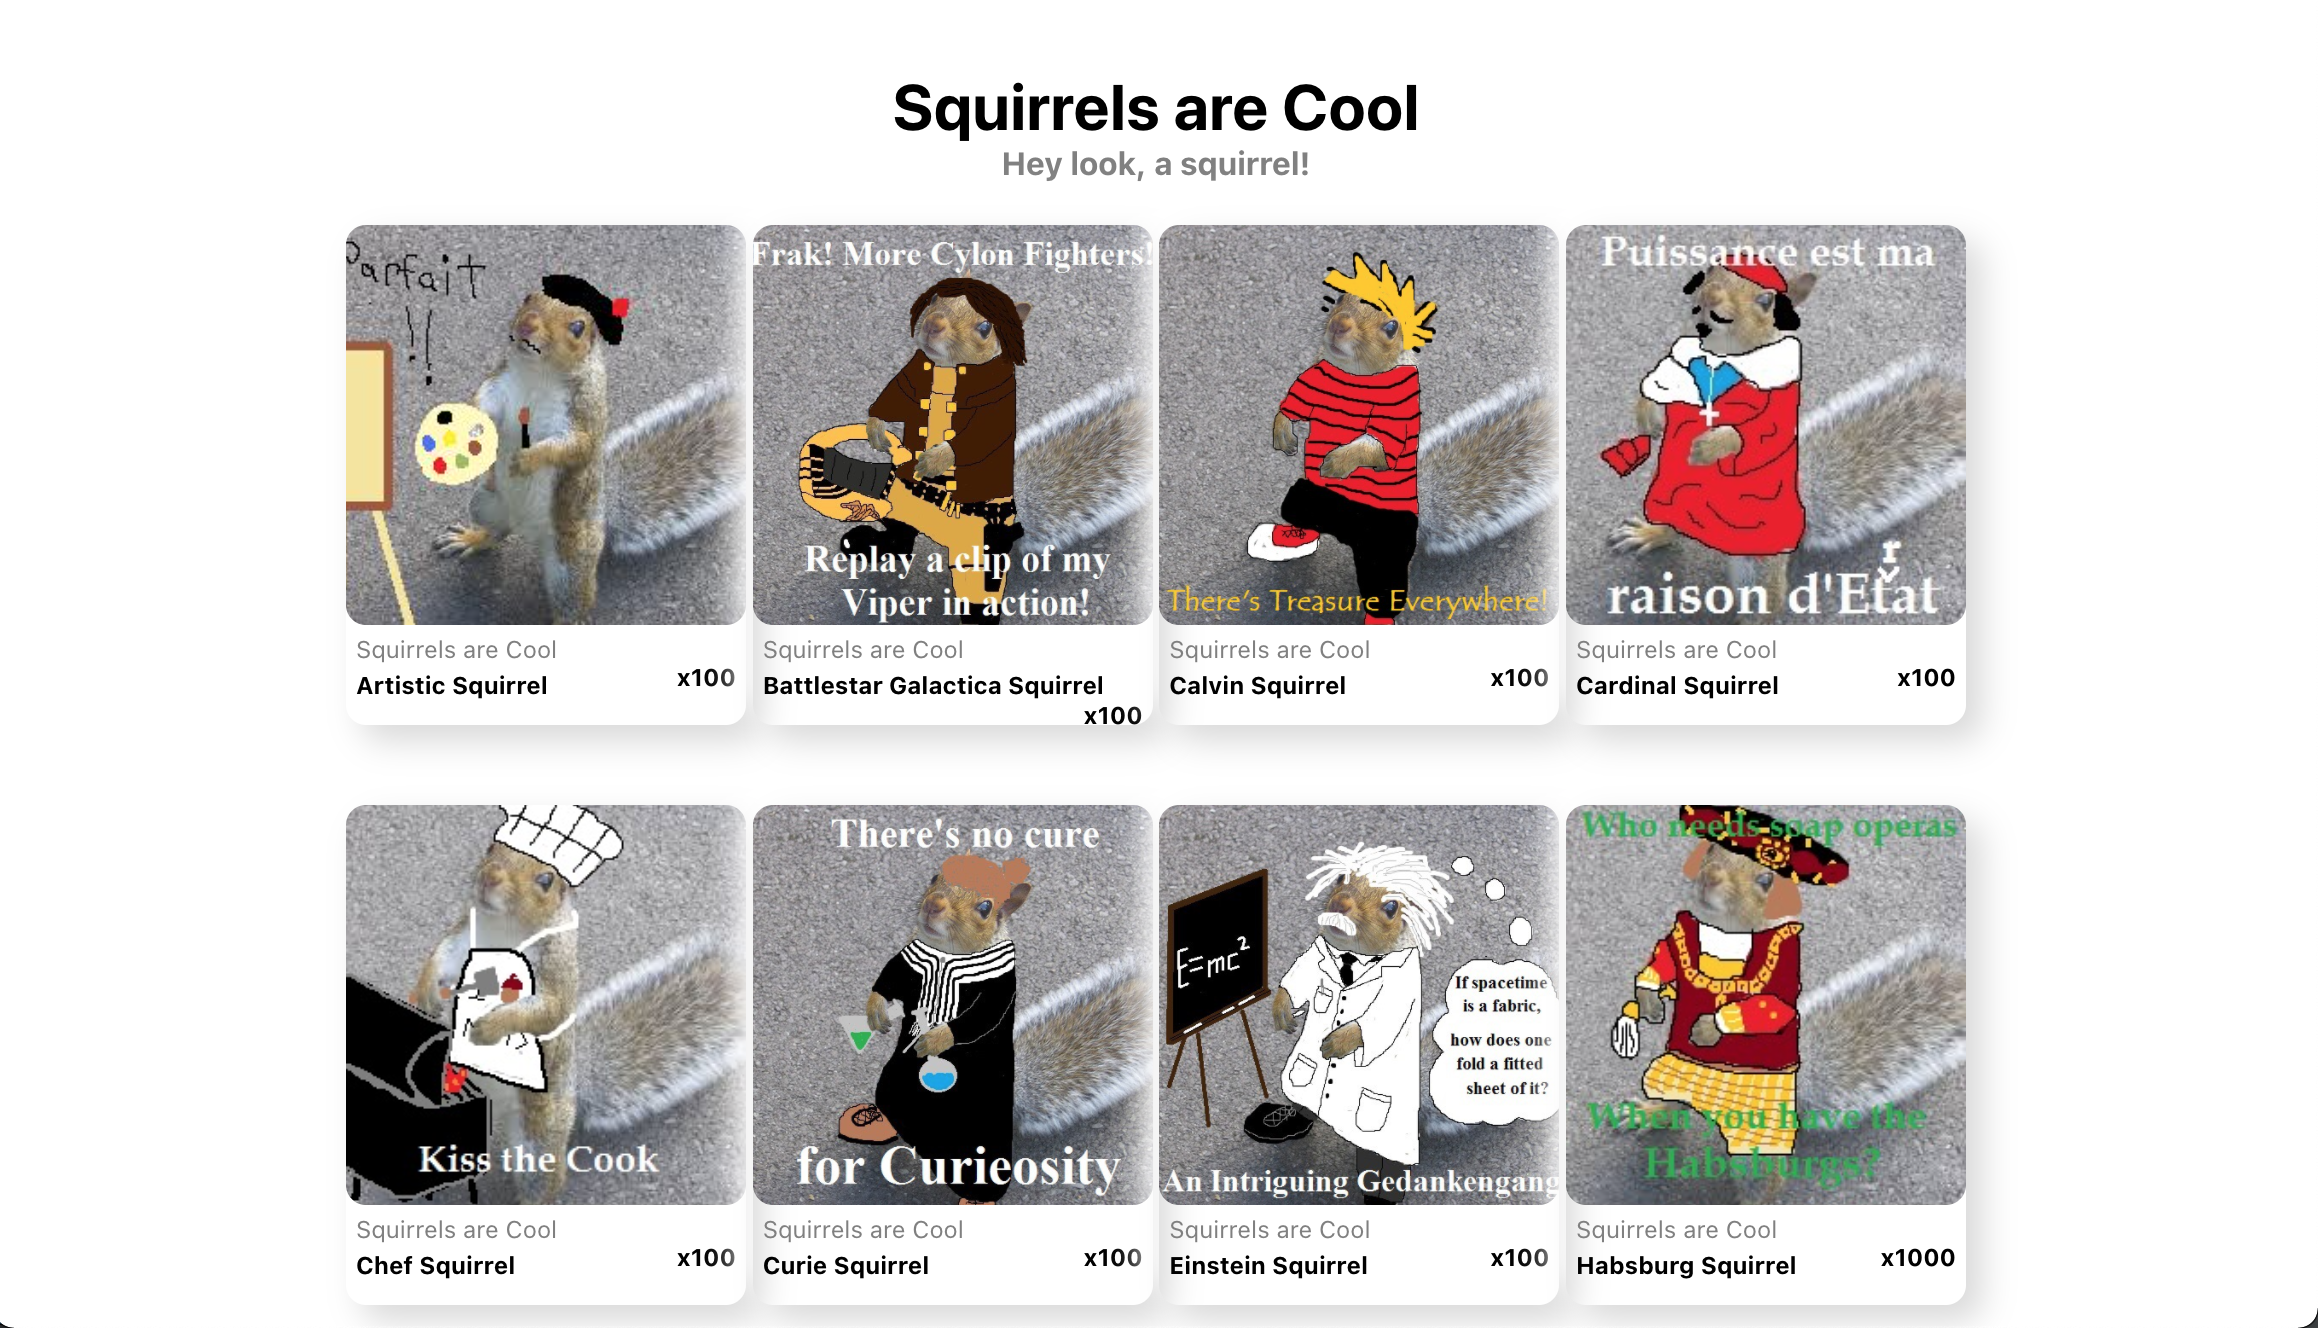 Squirrels are Cool
Hey look, a squirrel!
Parfait
!!
Frak! More Cylon Fighters!
Replay a clip of my
Viper in action!
There's Treasure Everywhere!
Puissance est ma
r
raison d'Etat
Squirrels are Cool
Artistic Squirrel
x100
Squirrels are Cool
Battlestar Galactica Squirrel
x100
Squirrels are Cool
Calvin Squirrel
x100
Squirrels are Cool
Cardinal Squirrel
x100
Kiss the Cook
There's no cure
for Curieosity
E=mc²
If spacetime
is a fabric,
how does one
fold a fitted
sheet of it?
An Intriguing Gedankengang
Who needs soap operas
When you have the
Habsburgs?
Squirrels are Cool
Chef Squirrel
x100
Squirrels are Cool
Curie Squirrel
x100
Squirrels are Cool
Einstein Squirrel
x100
Squirrels are Cool
Habsburg Squirrel
x1000